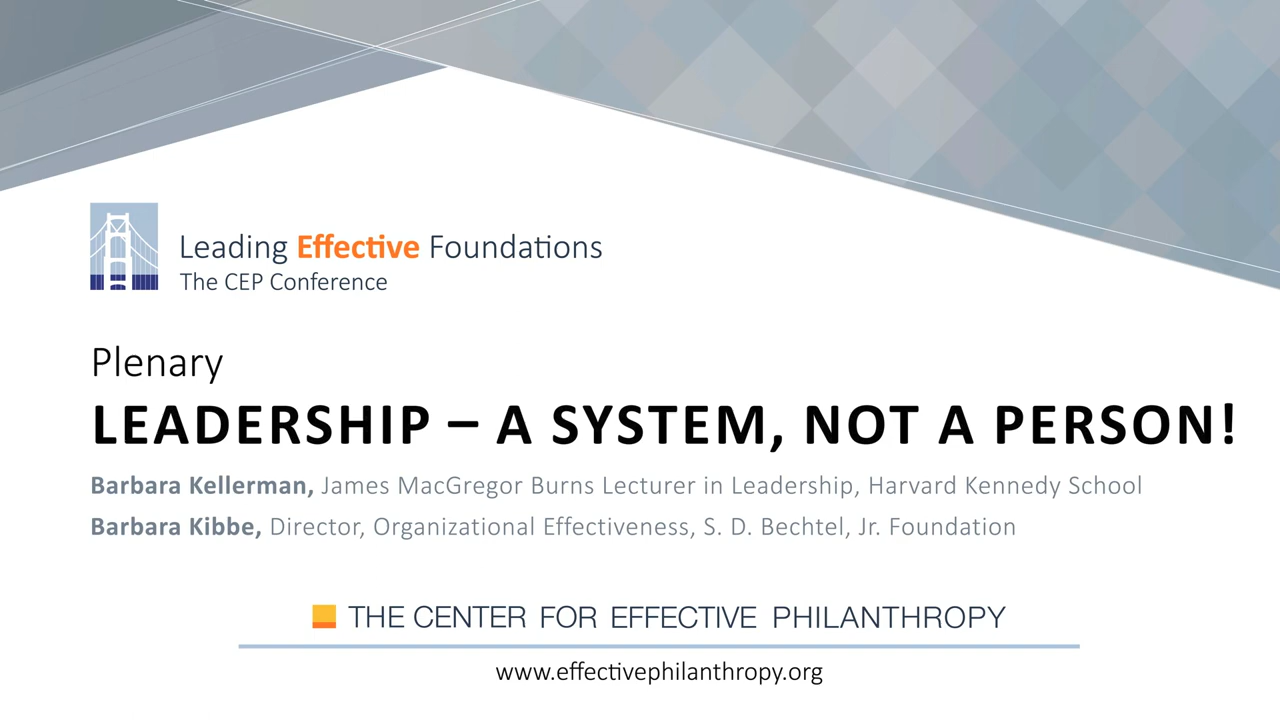 Leading Effective Foundations
The CEP Conference
Plenary
LEADERSHIP – A SYSTEM, NOT A PERSON!
Barbara Kellerman, James MacGregor Burns Lecturer in Leadership, Harvard Kennedy School
Barbara Kibbe, Director, Organizational Effectiveness, S. D. Bechtel, Jr. Foundation
THE CENTER FOR EFFECTIVE PHILANTHROPY
www.effectivephilanthropy.org